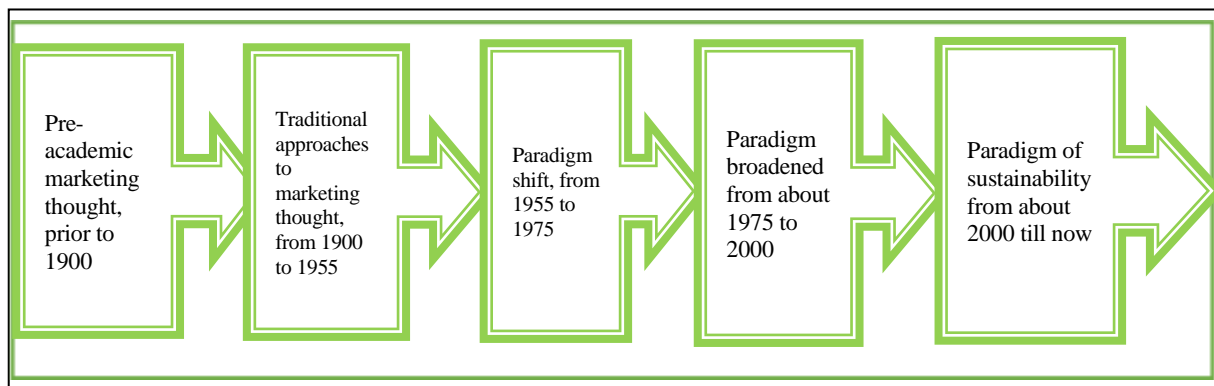 Pre-
academic
marketing
thought,
prior to
1900
Traditional
approaches
to
marketing
thought,
from 1900
to 1955
Paradigm
shift, from
1955 to
1975
Paradigm
broadened
from about
1975 to
2000
Paradigm of
sustainability
from about
2000 till now